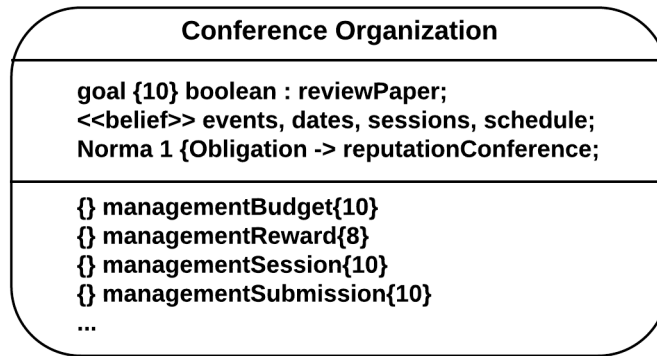 Conference Organization
goal {10} boolean : reviewPaper;
<<belief>> events, dates, sessions, schedule;
Norma 1 {Obligation -> reputationConference;
{} managementBudget{10}
{} managementReward{8}
{} managementSession{10}
{} managementSubmission{10}
...